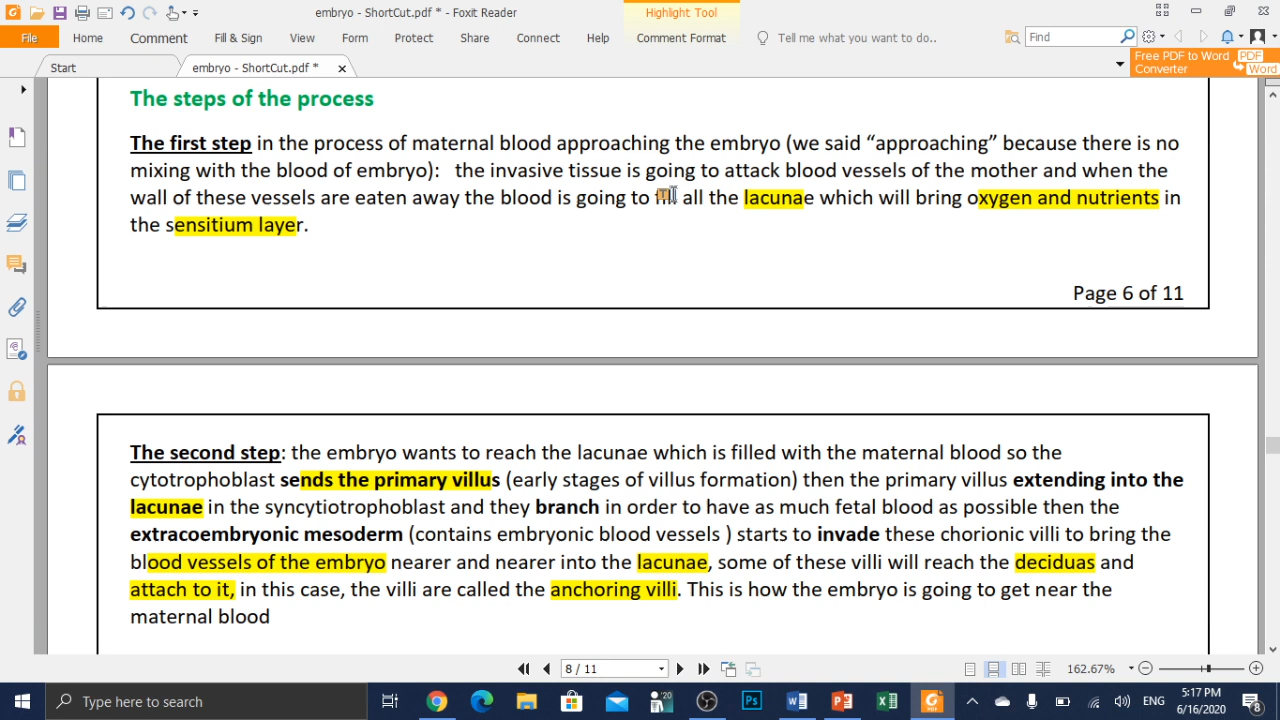 embryo - ShortCut.pdf * - Foxit Reader
Highlight Tool
File Home Comment Fill & Sign View Form Protect Share Connect Help Comment Format Tell me what you want to do.. Find
Start
embryo - ShortCut.pdf *
Free PDF to Word Converter
PDF
Word
The steps of the process
The first step in the process of maternal blood approaching the embryo (we said “approaching” because there is no
mixing with the blood of embryo): the invasive tissue is going to attack blood vessels of the mother and when the
wall of these vessels are eaten away the blood is going to all the lacunae which will bring oxygen and nutrients in
the sensitium layer.
Page 6 of 11
The second step: the embryo wants to reach the lacunae which is filled with the maternal blood so the
cytotrophoblast sends the primary villus (early stages of villus formation) then the primary villus extending into the
lacunae in the syncytiotrophoblast and they branch in order to have as much fetal blood as possible then the
extracoembryonic mesoderm (contains embryonic blood vessels ) starts to invade these chorionic villi to bring the
blood vessels of the embryo nearer and nearer into the lacunae, some of these villi will reach the deciduas and
attach to it, in this case, the villi are called the anchoring villi. This is how the embryo is going to get near the
maternal blood
8 / 11
162.67%
Type here to search
ENG
5:17 PM
6/16/2020
8